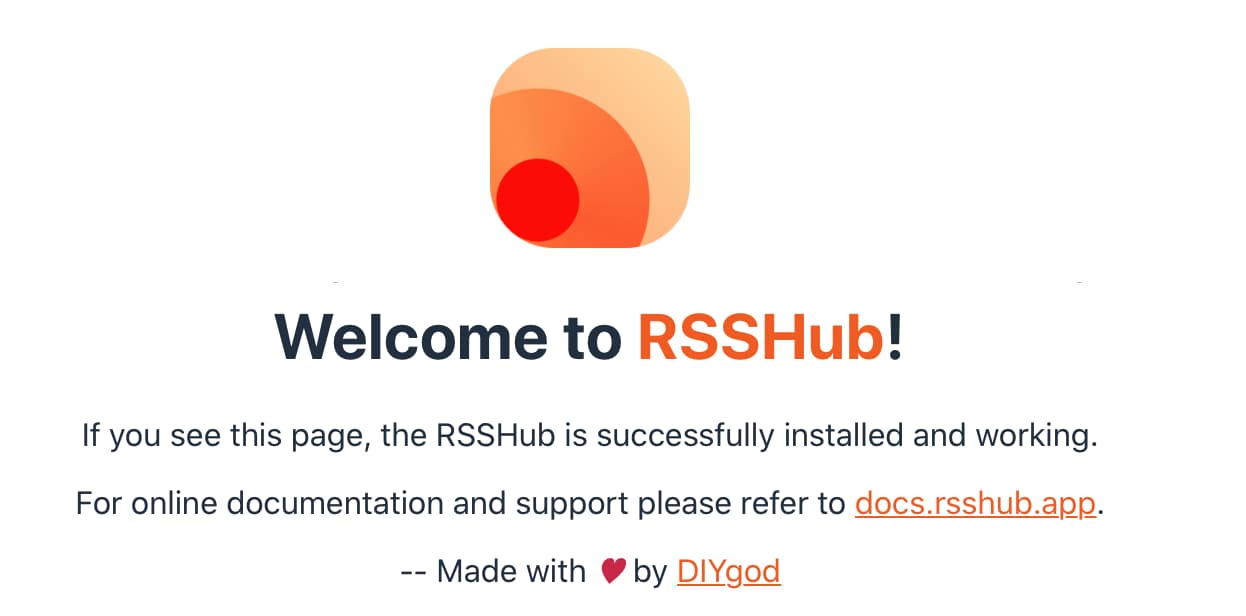 Welcome to RSSHub!
If you see this page, the RSSHub is successfully installed and working.
For online documentation and support please refer to docs.rsshub.app.
-- Made with ♥ by DIYgod